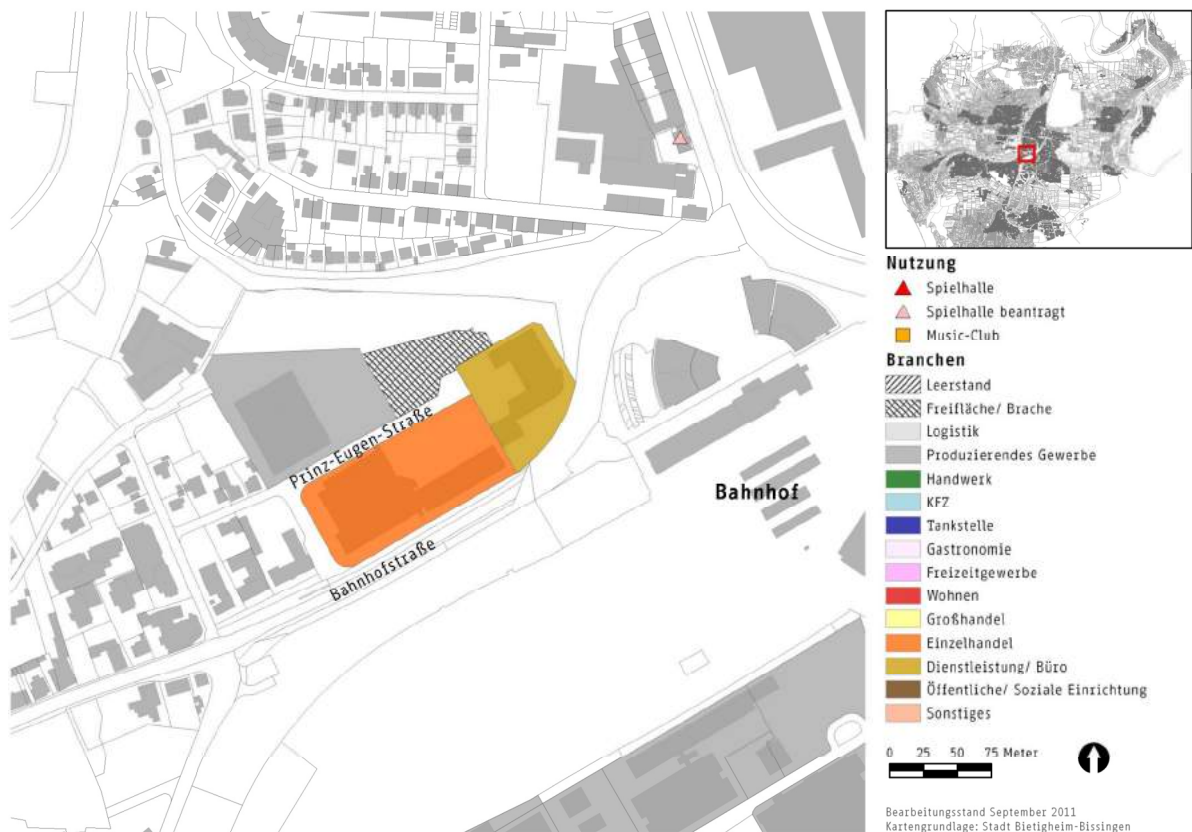 Prinz-Eugen-Straße
Bahnhofstraße
Bahnhof
Nutzung
Spielhalle
Spielhalle beantragt
Music-Club
Branchen
Leerstand
Freifläche/ Brache
Logistik
Produzierendes Gewerbe
Handwerk
KFZ
Tankstelle
Gastronomie
Freizeitgewerbe
Wohnen
Großhandel
Einzelhandel
Dienstleistung/ Büro
Öffentliche/ Soziale Einrichtung
Sonstiges
0 25 50 75 Meter
Bearbeitungsstand September 2011
Kartengrundlage: Stadt Bietigheim-Bissingen